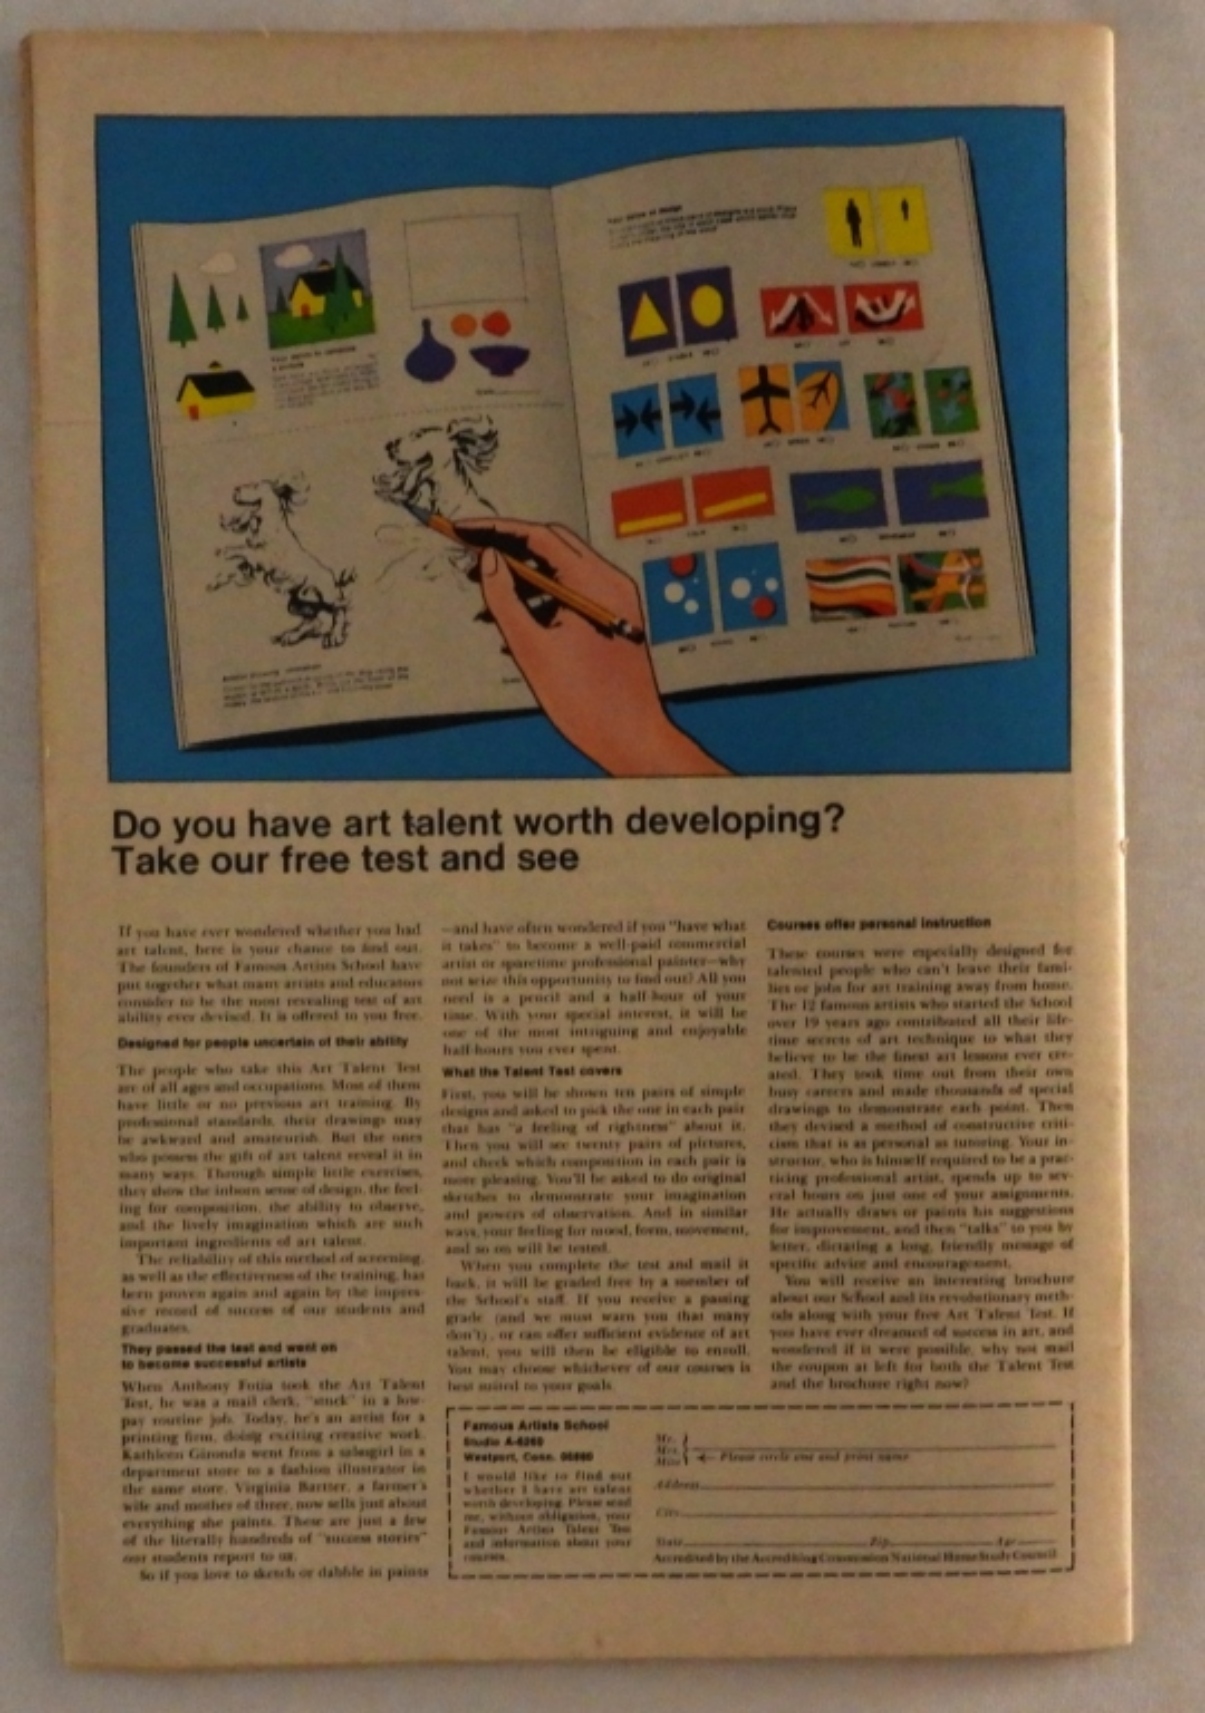 Your sense of design
Do you have art talent worth developing?
Take our free test and see
If you have ever wondered whether you had
art talent, here is your chance to find out.
The founders of Famous Artists School have
put together what many artists and educators
consider to be the most revealing test of art
ability ever devised. It is offered to you free.
Designed for people uncertain of their ability
The people who take this Art Talent Test
are of all ages and occupations. Most of them
have little or no previous art training. By
professional standards, their drawings may
be awkward and amateurish. But the ones
who possess the gift of art talent reveal it in
many ways. Through simple little exercises,
they show the inborn sense of design, the feel-
ing for composition, the ability to observe,
and the lively imagination which are such
important ingredients of art talent.
The reliability of this method of screening,
as well as the effectiveness of the training, has
been proven again and again by the impres-
sive record of success of our students and
graduates.
They passed the test and went on
to become successful artists
When Anthony Fotia took the Art Talent
Test, he was a mail clerk, "stuck" in a low-
pay routine job. Today, he's an artist for a
printing firm, doing exciting creative work.
Kathleen Gironda went from a salesgirl in a
department store to a fashion illustrator in
the same store. Virginia Bartter, a farmer's
wife and mother of three, now sells just about
everything she paints. These are just a few
of the literally hundreds of "success stories"
our students report to us.
So if you love to sketch or dabble in paints
—and have often wondered if you "have what
it takes" to become a well-paid commercial
artist or sparetime professional painter—why
not seize this opportunity to find out? All you
need is a pencil and a half-hour of your
time. With your special interest, it will be
one of the most intriguing and enjoyable
half-hours you ever spent.
What the Talent Test covers
First, you will be shown ten pairs of simple
designs and asked to pick the one in each pair
that has "a feeling of rightness" about it.
Then you will see twenty pairs of pictures,
and check which composition in each pair is
more pleasing. You'll be asked to do original
sketches to demonstrate your imagination
and powers of observation. And in similar
ways, your feeling for mood, form, movement,
and so on will be tested.
When you complete the test and mail it
back, it will be graded free by a member of
the School's staff. If you receive a passing
grade (and we must warn you that many
don't), or can offer sufficient evidence of art
talent, you will then be eligible to enroll.
You may choose whichever of our courses is
best suited to your goals.
Courses offer personal instruction
These courses were especially designed for
talented people who can't leave their fami-
lies or jobs for art training away from home.
The 12 famous artists who started the School
over 19 years ago contributed all their life-
time secrets of art technique to what they
believe to be the finest art lessons ever cre-
ated. They took time out from their own
busy careers and made thousands of special
drawings to demonstrate each point. Then
they devised a method of constructive criti-
cism that is as personal as tutoring. Your in-
structor, who is himself required to be a prac-
ticing professional artist, spends up to sev-
eral hours on just one of your assignments.
He actually draws or paints his suggestions
for improvement, and then "talks" to you by
letter, dictating a long, friendly message of
specific advice and encouragement.
You will receive an interesting brochure
about our School and its revolutionary meth-
ods along with your free Art Talent Test. If
you have ever dreamed of success in art, and
wondered if it were possible, why not mail
the coupon at left for both the Talent Test
and the brochure right now?
Famous Artists School
Studio
Westport, Conn. 06880
I would like to find out
whether I have art talent
worth developing. Please send
me, without obligation, your
Famous Artists Talent Test
and information about your
courses.
Mr.
Mrs.
Miss
Please circle one and print name
Address
City
State Zip Age
Accredited by the Accrediting Commission National Home Study Council